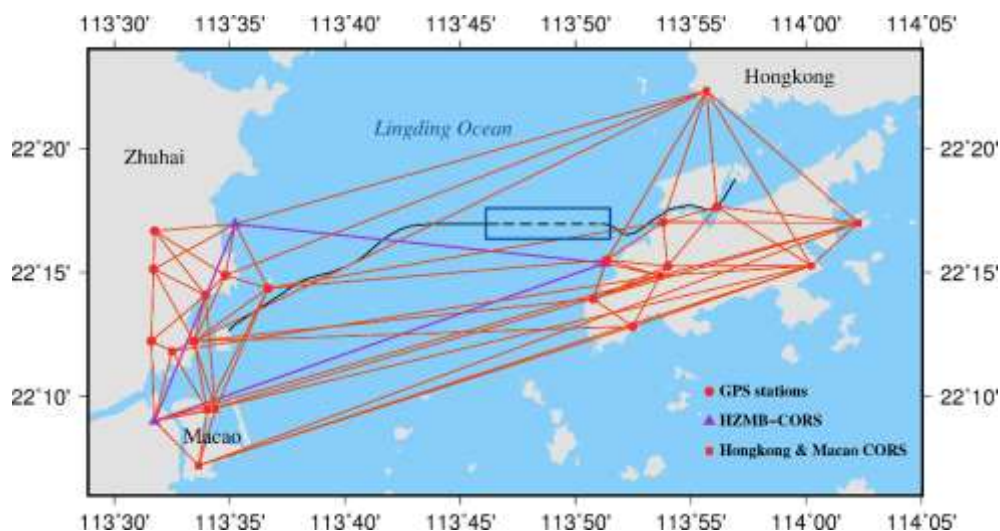 113°30' 113°35' 113°40' 113°45' 113°50' 113°55' 114°00' 114°05'
Hongkong
Lingding Ocean
22°20' 22°20'
Zhuhai
22°15' 22°15'
22°10' 22°10'
GPS stations
HZMB-CORS
Macao
Hongkong & Macao CORS
113°30' 113°35' 113°40' 113°45' 113°50' 113°55' 114°00' 114°05'